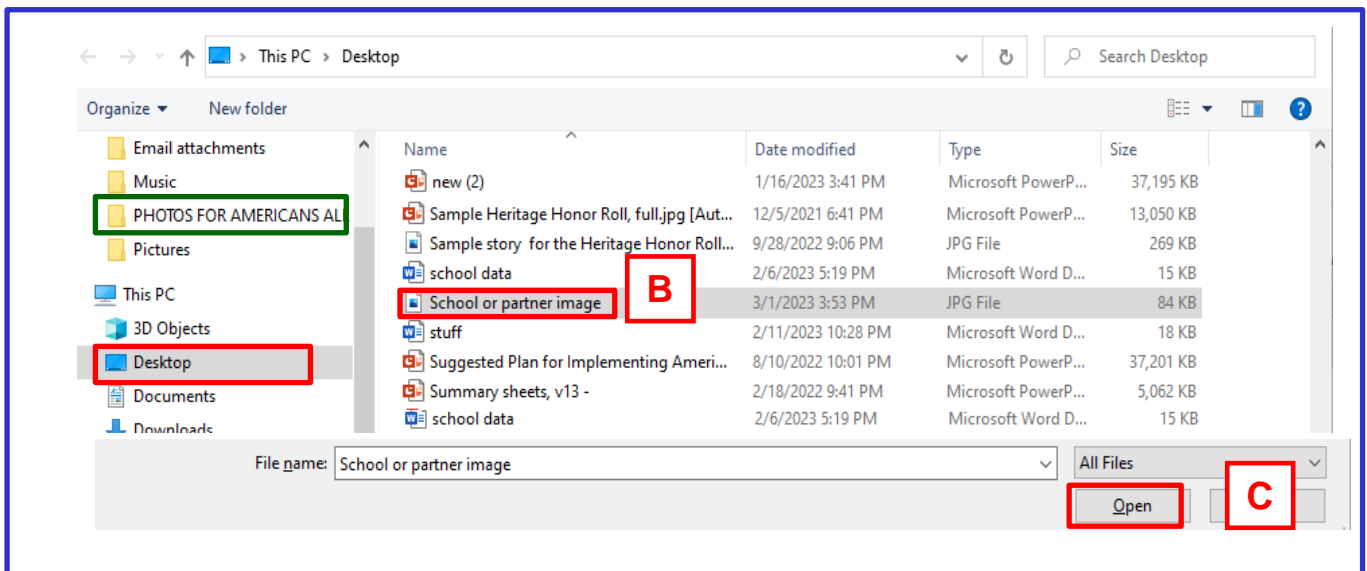 This PC > Desktop
Search Desktop
Organize New folder
Email attachments
Music
PHOTOS FOR AMERICANS AL
Pictures
This PC
3D Objects
Desktop
Documents
Downloads
Name Date modified Type Size
new (2) 1/16/2023 3:41 PM Microsoft PowerP... 37,195 KB
Sample Heritage Honor Roll, full.jpg [Aut... 12/5/2021 6:41 PM Microsoft PowerP... 13,050 KB
Sample story for the Heritage Honor Roll... 9/28/2022 9:06 PM JPG File 269 KB
school data 2/6/2023 5:19 PM Microsoft Word D... 15 KB
School or partner image 3/1/2023 3:53 PM JPG File 84 KB
B
stuff 2/11/2023 10:28 PM Microsoft Word D... 18 KB
Suggested Plan for Implementing Ameri... 8/10/2022 10:01 PM Microsoft PowerP... 37,201 KB
Summary sheets, v13 - 2/18/2022 9:41 PM Microsoft PowerP... 5,062 KB
school data 2/6/2023 5:19 PM Microsoft Word D... 15 KB
File name: School or partner image All Files
Open
C